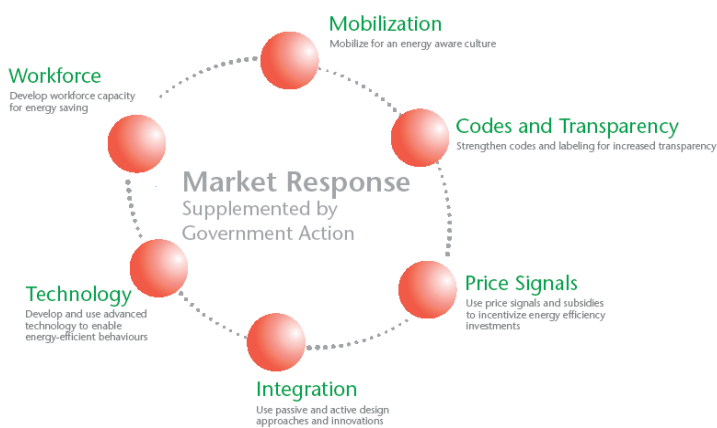 Mobilization
Mobilize for an energy aware culture
Workforce
Develop workforce capacity
for energy saving
Codes and Transparency
Strengthen codes and labeling for increased transparency
Market Response
Supplemented by
Government Action
Price Signals
Use price signals and subsidies
to incentivize energy efficiency
investments
Technology
Develop and use advanced
technology to enable
energy-efficient behaviours
Integration
Use passive and active design
approaches and innovations